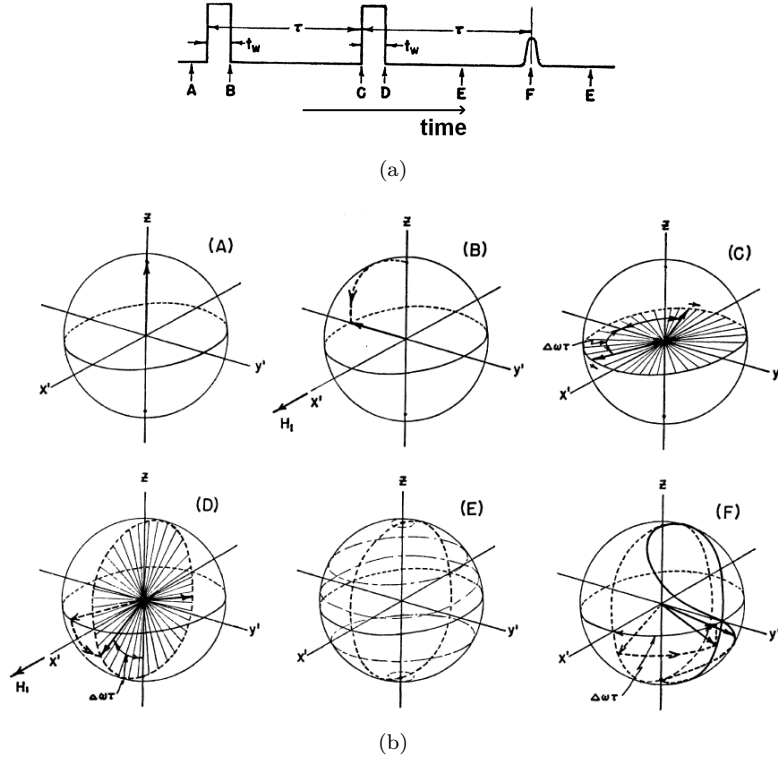 τ τ
t_w t_w
A B C D E F E
time
(a)
Z Z Z
(A) (B) (C)
Δωτ
X' y' H₁ X' y' X' y'
Z Z Z
(D) (E) (F)
H₁ X' Δωτ y' X' y' X' Δωτ y'
(b)